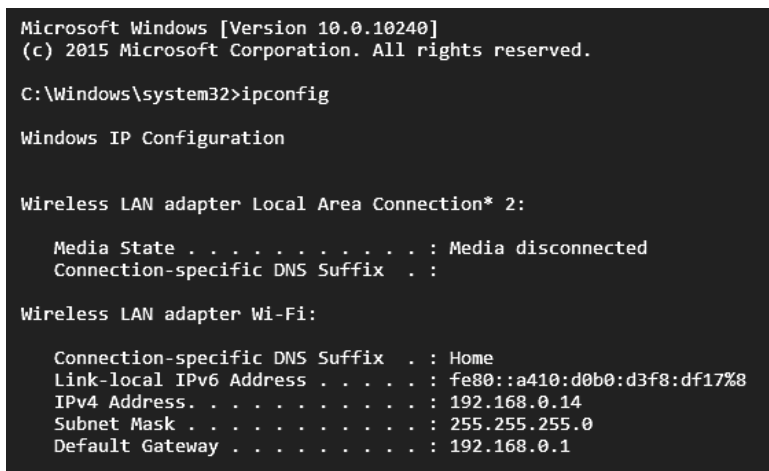 Microsoft Windows [Version 10.0.10240]
(c) 2015 Microsoft Corporation. All rights reserved.
C:\Windows\system32>ipconfig
Windows IP Configuration
Wireless LAN adapter Local Area Connection* 2:
Media State . . . . . . . . . . . : Media disconnected
Connection-specific DNS Suffix  . :
Wireless LAN adapter Wi-Fi:
Connection-specific DNS Suffix  . : Home
Link-local IPv6 Address . . . . . : fe80::a410:d0b0:d3f8:df17%8
IPv4 Address. . . . . . . . . . . : 192.168.0.14
Subnet Mask . . . . . . . . . . . : 255.255.255.0
Default Gateway . . . . . . . . . : 192.168.0.1